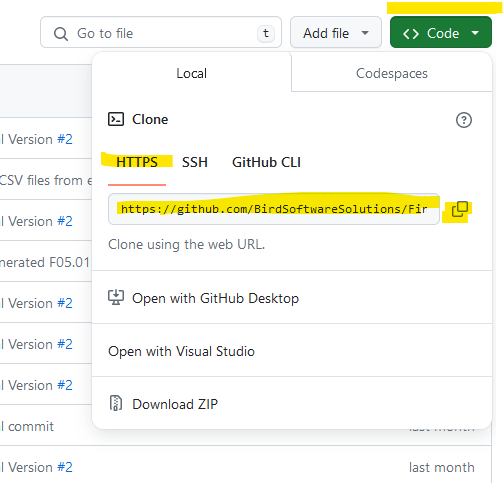 Go to file t Add file Code
Local Codespaces
Clone
HTTPS SSH GitHub CLI
https://github.com/BirdSoftwareSolutions/Fir
Clone using the web URL.
Open with GitHub Desktop
Open with Visual Studio
Download ZIP
l Version #2
CSV files from e
l Version #2
nerated F05.01
l Version #2
l Version #2
l Version #2
l commit last month
l Version #2 last month